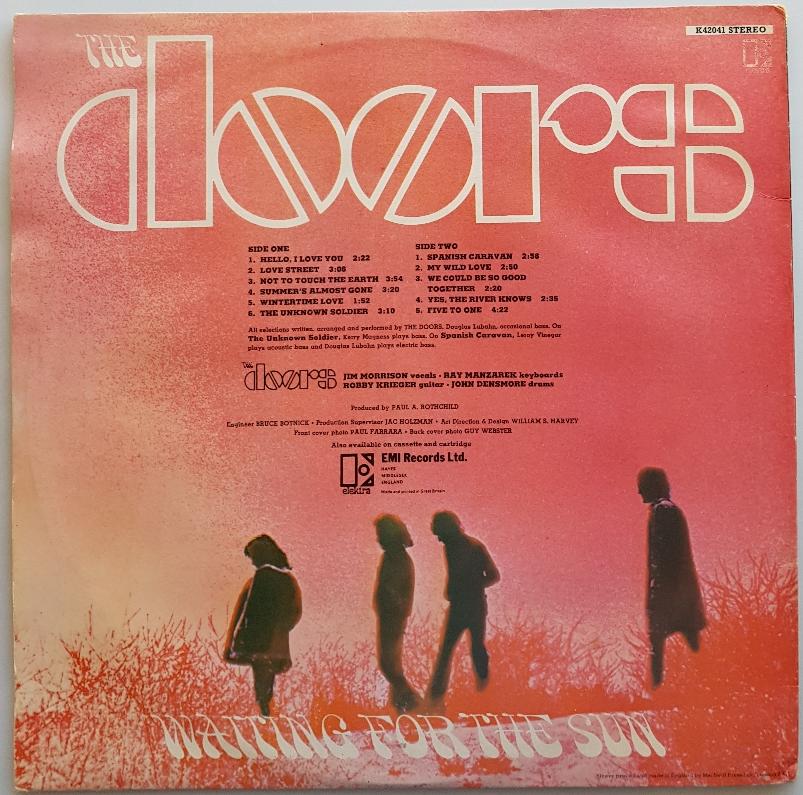 K42041 STEREO
THE
doors
SIDE ONE
1. HELLO, I LOVE YOU 2:22
2. LOVE STREET 3:06
3. NOT TO TOUCH THE EARTH 3:54
4. SUMMER'S ALMOST GONE 3:20
5. WINTERTIME LOVE 1:52
6. THE UNKNOWN SOLDIER 3:10
SIDE TWO
1. SPANISH CARAVAN 2:58
2. MY WILD LOVE 2:50
3. WE COULD BE SO GOOD
TOGETHER 2:20
4. YES, THE RIVER KNOWS 2:35
5. FIVE TO ONE 4:22
All selections written, arranged and performed by THE DOORS. Douglas Lubahn, occasional bass. On
The Unknown Soldier, Kerry Magness plays bass. On Spanish Caravan, Leroy Vinegar
plays acoustic bass and Douglas Lubahn plays electric bass.
THE doors
JIM MORRISON vocals • RAY MANZAREK keyboards
ROBBY KRIEGER guitar • JOHN DENSMORE drums
Produced by PAUL A. ROTHCHILD
Engineer BRUCE BOTNICK • Production Supervisor JAC HOLZMAN • Art Direction & Design WILLIAM S. HARVEY
Front cover photo PAUL FARRARA • Back cover photo GUY WEBSTER
Also available on cassette and cartridge
elektra
EMI Records Ltd.
HAYES
MIDDLESEX
ENGLAND
Made and printed in Great Britain
WAITING FOR THE SUN
Sleeve printed and made in England by